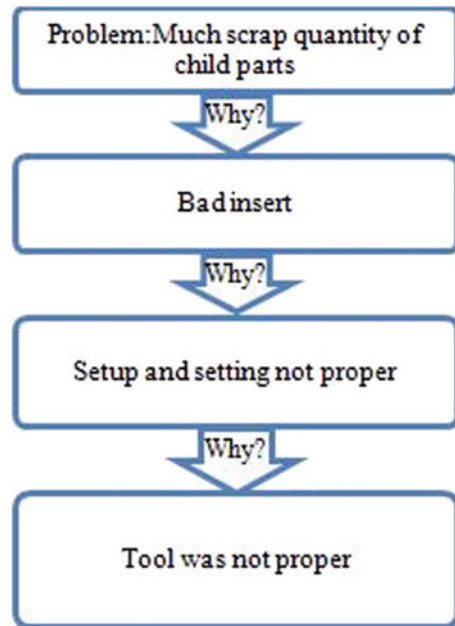 Problem:Much scrap quantity of
child parts
Why?
Bad insert
Why?
Setup and setting not proper
Why?
Tool was not proper